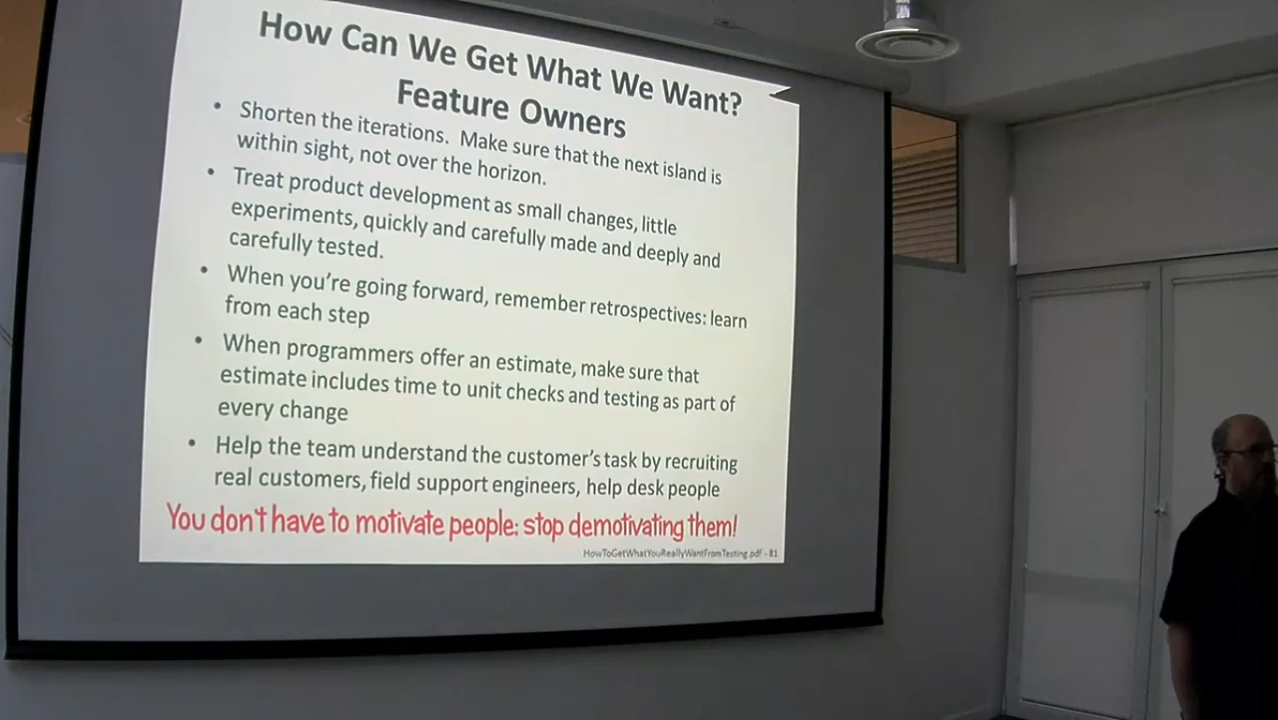 How Can We Get What We Want?
Feature Owners
• Shorten the iterations. Make sure that the next island is
within sight, not over the horizon.
• Treat product development as small changes, little
experiments, quickly and carefully made and deeply and
carefully tested.
• When you're going forward, remember retrospectives: learn
from each step
• When programmers offer an estimate, make sure that
estimate includes time to unit checks and testing as part of
every change
• Help the team understand the customer's task by recruiting
real customers, field support engineers, help desk people
You don't have to motivate people: stop demotivating them!
HowToGetWhatYouReallyWantFromTesting.pdf - 81